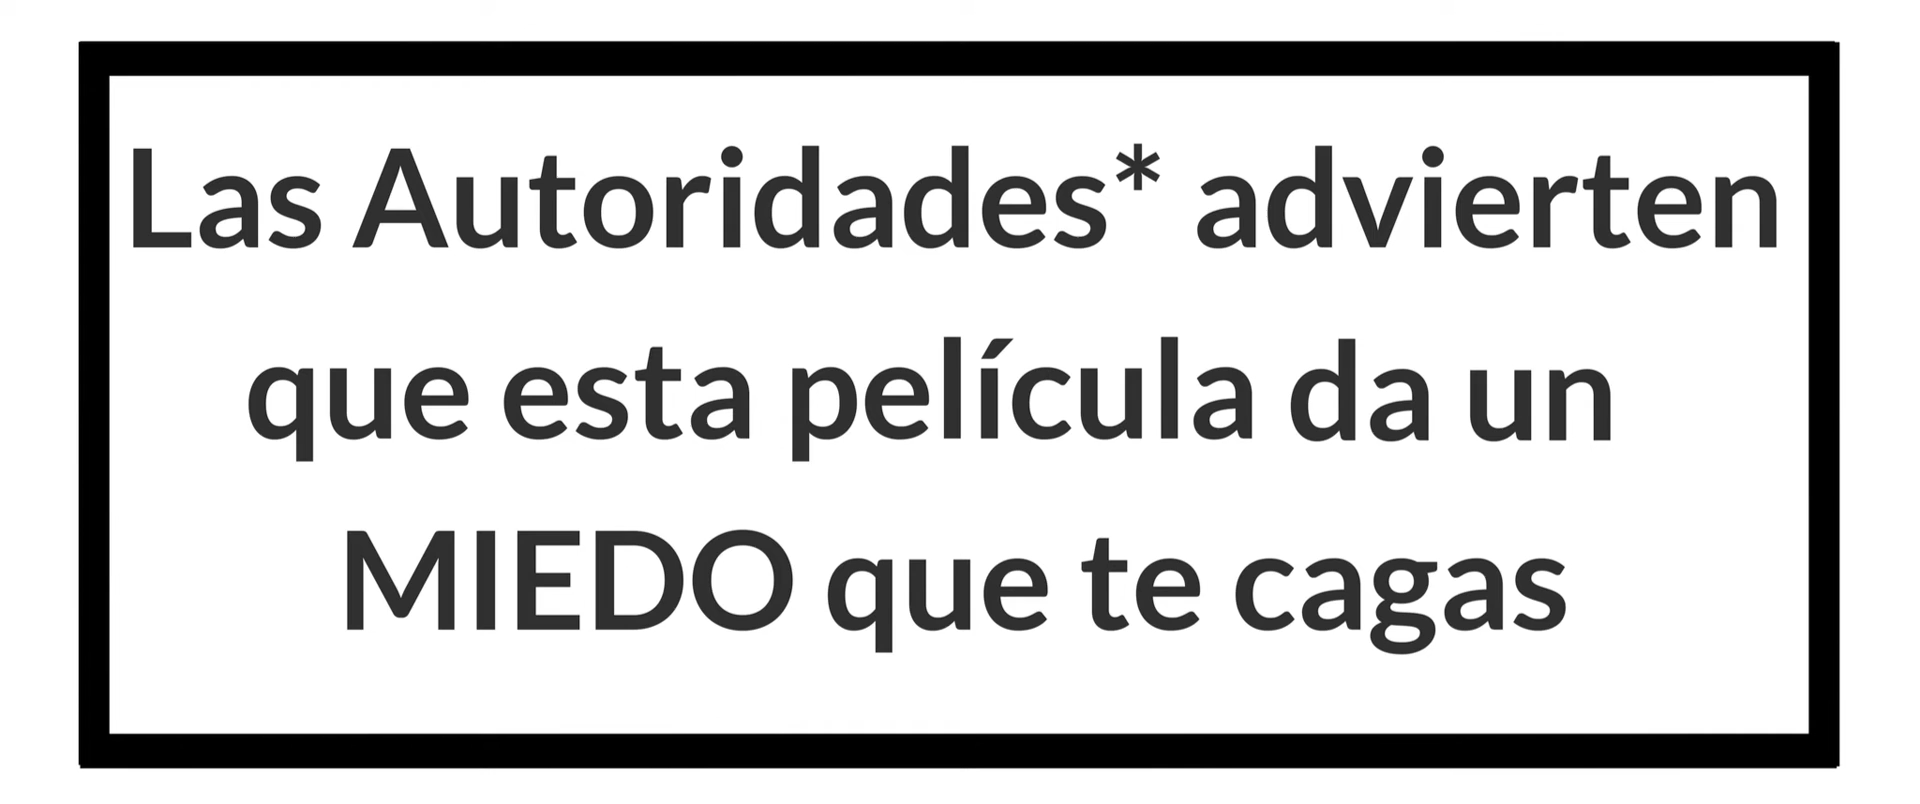 Las Autoridades* advierten
que esta película da un
MIEDO que te cagas